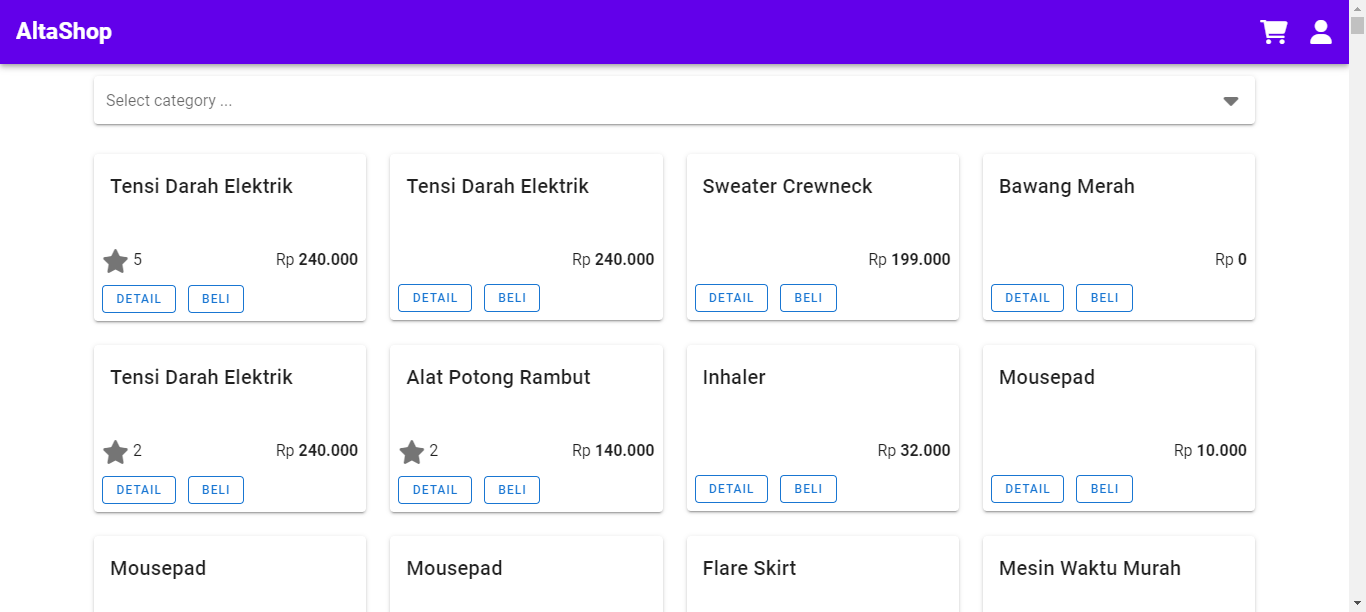 AltaShop
Select category ...
Tensi Darah Elektrik
5
Rp 240.000
DETAIL
BELI
Tensi Darah Elektrik
Rp 240.000
DETAIL
BELI
Sweater Crewneck
Rp 199.000
DETAIL
BELI
Bawang Merah
Rp 0
DETAIL
BELI
Tensi Darah Elektrik
2
Rp 240.000
DETAIL
BELI
Alat Potong Rambut
2
Rp 140.000
DETAIL
BELI
Inhaler
Rp 32.000
DETAIL
BELI
Mousepad
Rp 10.000
DETAIL
BELI
Mousepad
Mousepad
Flare Skirt
Mesin Waktu Murah